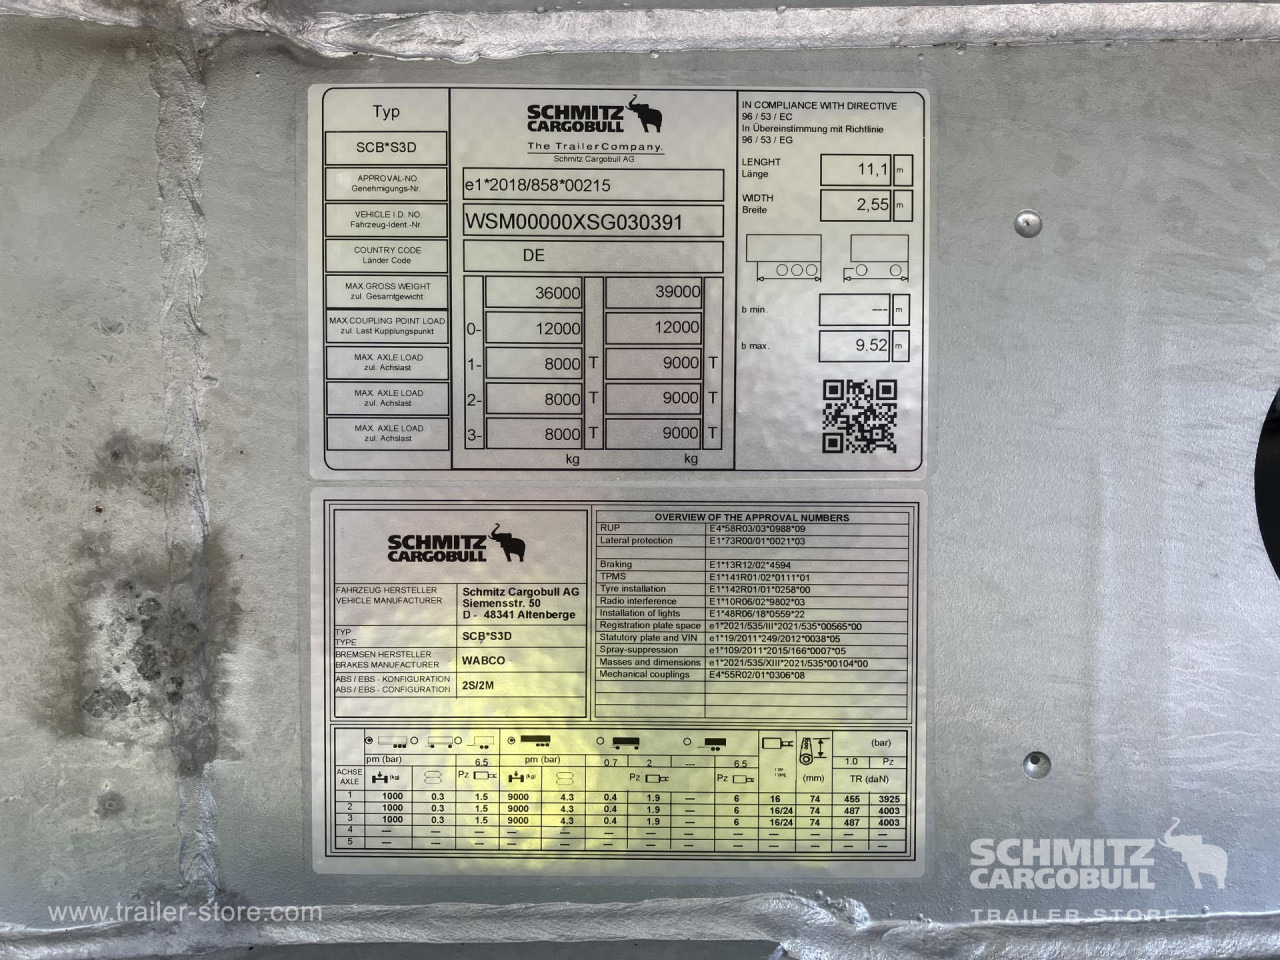 Typ
SCB*S3D
APPROVAL-NO.
Genehmigungs-Nr.
VEHICLE I.D. NO.
Fahrzeug-Ident.-Nr.
COUNTRY CODE
Länder Code
MAX.GROSS WEIGHT
zul. Gesamtgewicht
MAX.COUPLING POINT LOAD
zul. Last Kupplungspunkt
MAX. AXLE LOAD
zul. Achslast
MAX. AXLE LOAD
zul. Achslast
MAX. AXLE LOAD
zul. Achslast
SCHMITZ
CARGOBULL
The TrailerCompany.
Schmitz Cargobull AG
e1*2018/858*00215
WSM00000XSG030391
DE
36000 39000
0- 12000 12000
1- 8000 T 9000 T
2- 8000 T 9000 T
3- 8000 T 9000 T
kg kg
IN COMPLIANCE WITH DIRECTIVE
96 / 53 / EC
In Übereinstimmung mit Richtlinie
96 / 53 / EG
LENGHT
Länge
11,1 m
WIDTH
Breite
2,55 m
b min. --- m
b max. 9.52 m
SCHMITZ
CARGOBULL
FAHRZEUG HERSTELLER
VEHICLE MANUFACTURER
Schmitz Cargobull AG
Siemensstr. 50
D - 48341 Altenberge
TYP
TYPE
SCB*S3D
BREMSEN HERSTELLER
BRAKES MANUFACTURER
WABCO
ABS / EBS - KONFIGURATION
ABS / EBS - CONFIGURATION
2S/2M
OVERVIEW OF THE APPROVAL NUMBERS
RUP E4*58R03/03*0988*09
Lateral protection E1*73R00/01*0021*03
Braking E1*13R12/02*4594
TPMS E1*141R01/02*0111*01
Tyre installation E1*142R01/01*0258*00
Radio interference E1*10R06/02*9802*03
Installation of lights E1*48R06/18*0559*22
Registration plate space e1*2021/535/III*2021/535*00565*00
Statutory plate and VIN e1*19/2011*249/2012*0038*05
Spray-suppression e1*109/2011*2015/166*0007*05
Masses and dimensions e1*2021/535/XIII*2021/535*00104*00
Mechanical couplings E4*55R02/01*0306*08
(bar)
pm (bar) 6.5 pm (bar) 0.7 2 --- 6.5 1.0 Pz
ACHSE
AXLE
(kg) Pz (kg) Pz Pz TYPE (mm) TR (daN)
1 1000 0.3 1.5 9000 4.3 0.4 1.9 — 6 16 74 455 3925
2 1000 0.3 1.5 9000 4.3 0.4 1.9 — 6 16/24 74 487 4003
3 1000 0.3 1.5 9000 4.3 0.4 1.9 — 6 16/24 74 487 4003
4 — — — — — — — — — — — — —
5 — — — — — — — — — — — — —
SCHMITZ
CARGOBULL
TRAILER STORE
www.trailer-store.com